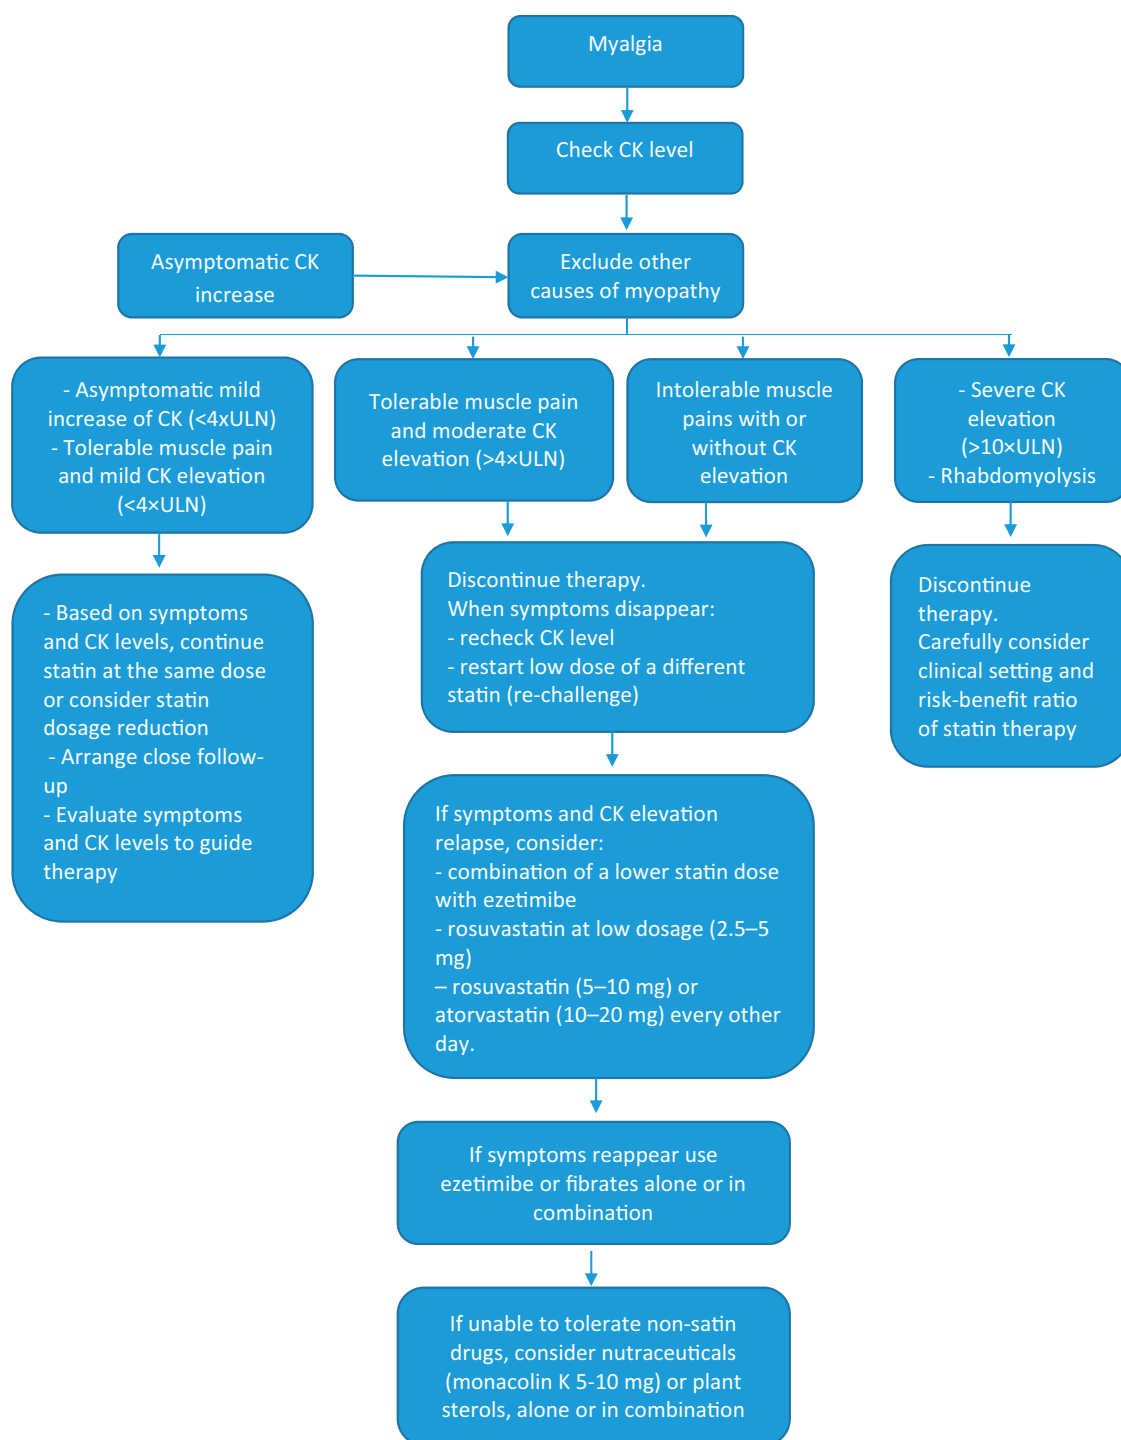 Myalgia
Check CK level
Asymptomatic CK
increase
Exclude other
causes of myopathy
- Asymptomatic mild
increase of CK (<4xULN)
- Tolerable muscle pain
and mild CK elevation
(<4×ULN)
Tolerable muscle pain
and moderate CK
elevation (>4×ULN)
Intolerable muscle
pains with or
without CK
elevation
- Severe CK
elevation
(>10×ULN)
- Rhabdomyolysis
- Based on symptoms
and CK levels, continue
statin at the same dose
or consider statin
dosage reduction
- Arrange close follow-
up
- Evaluate symptoms
and CK levels to guide
therapy
Discontinue therapy.
When symptoms disappear:
- recheck CK level
- restart low dose of a different
statin (re-challenge)
Discontinue
therapy.
Carefully consider
clinical setting and
risk-benefit ratio
of statin therapy
If symptoms and CK elevation
relapse, consider:
- combination of a lower statin dose
with ezetimibe
- rosuvastatin at low dosage (2.5–5
mg)
– rosuvastatin (5–10 mg) or
atorvastatin (10–20 mg) every other
day.
If symptoms reappear use
ezetimibe or fibrates alone or in
combination
If unable to tolerate non-satin
drugs, consider nutraceuticals
(monacolin K 5-10 mg) or plant
sterols, alone or in combination